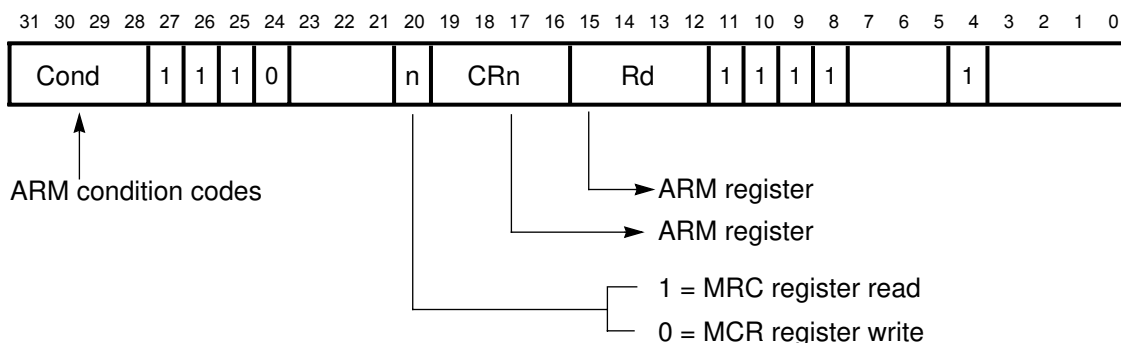 31 30 29 28 27 26 25 24 23 22 21 20 19 18 17 16 15 14 13 12 11 10 9 8 7 6 5 4 3 2 1 0
Cond 1 1 1 0 n CRn Rd 1 1 1 1 1
ARM condition codes
ARM register
ARM register
1 = MRC register read
0 = MCR register write